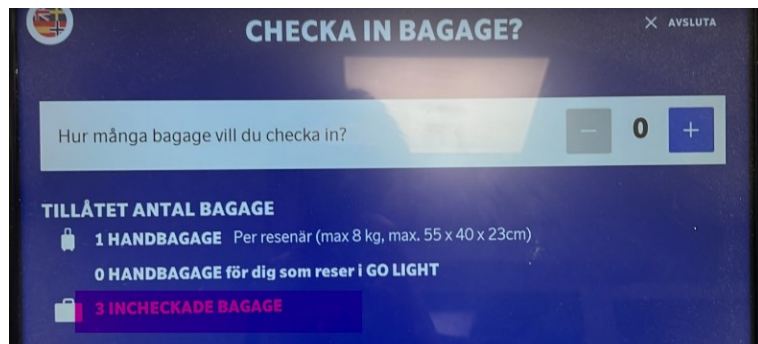 CHECKA IN BAGAGE?
AVSLUTA
Hur många bagage vill du checka in?
0
TILLÅTET ANTAL BAGAGE
1 HANDBAGAGE Per resenär (max 8 kg, max. 55 x 40 x 23cm)
0 HANDBAGAGE för dig som reser i GO LIGHT
3 INCHECKADE BAGAGE